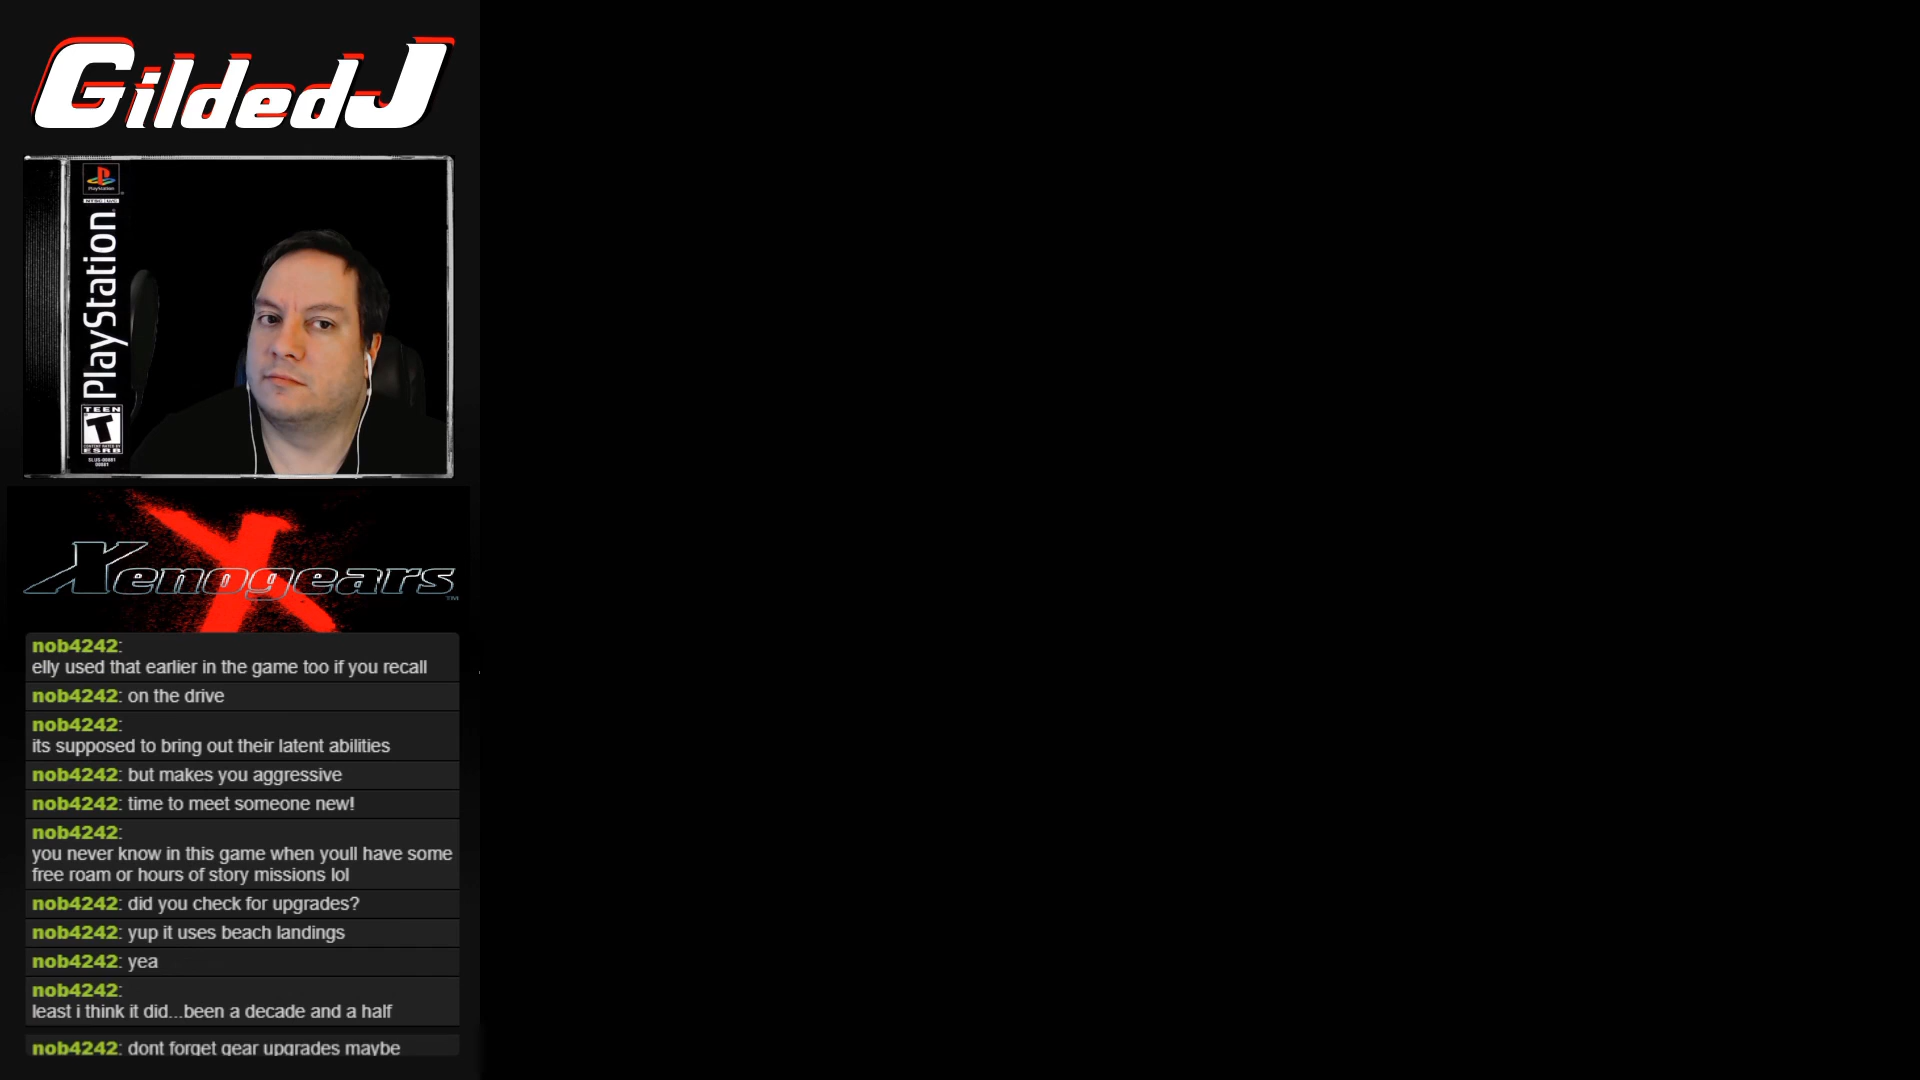 GildedJ
PlayStation
PlayStation
TEEN
T
ESRB
Xenogears
TM
nob4242:
elly used that earlier in the game too if you recall
nob4242: on the drive
nob4242:
its supposed to bring out their latent abilities
nob4242: but makes you aggressive
nob4242: time to meet someone new!
nob4242:
you never know in this game when youll have some
free roam or hours of story missions lol
nob4242: did you check for upgrades?
nob4242: yup it uses beach landings
nob4242: yea
nob4242:
least i think it did...been a decade and a half
nob4242: dont forget gear upgrades maybe